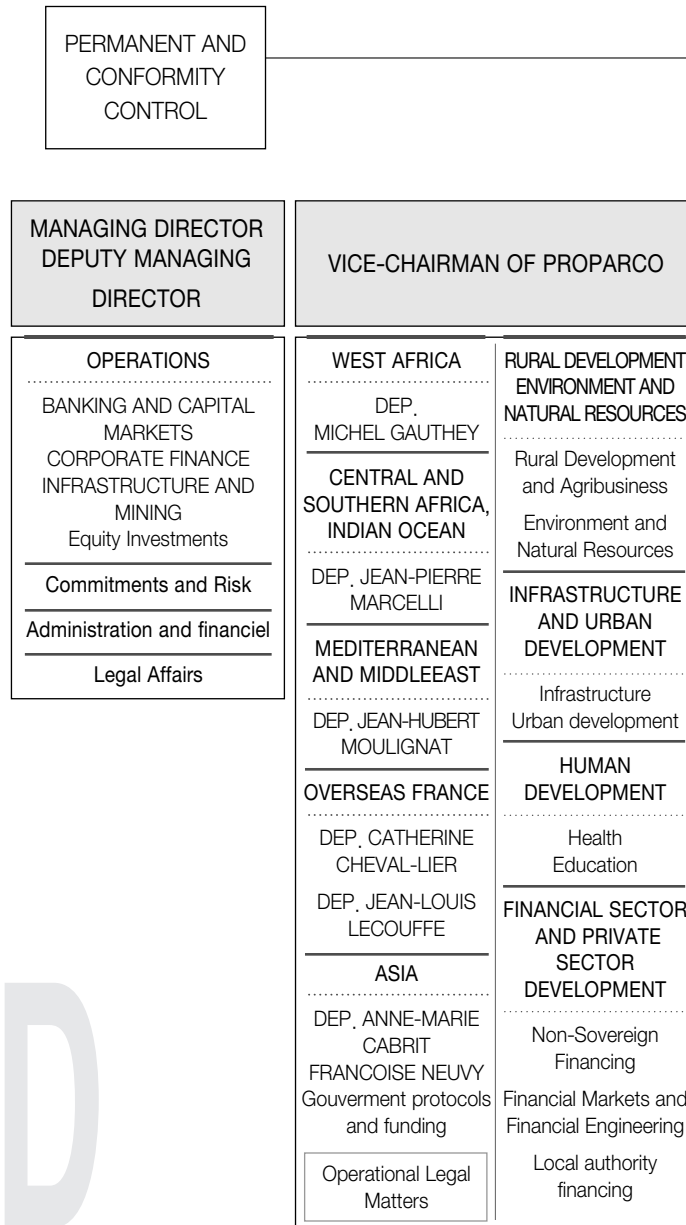 PERMANENT AND
CONFORMITY
CONTROL
MANAGING DIRECTOR
DEPUTY MANAGING
DIRECTOR
OPERATIONS
BANKING AND CAPITAL
MARKETS
CORPORATE FINANCE
INFRASTRUCTURE AND
MINING
Equity Investments
Commitments and Risk
Administration and financiel
Legal Affairs
VICE-CHAIRMAN OF PROPARCO
WEST AFRICA
DEP.
MICHEL GAUTHEY
CENTRAL AND
SOUTHERN AFRICA,
INDIAN OCEAN
DEP. JEAN-PIERRE
MARCELLI
MEDITERRANEAN
AND MIDDLEEAST
DEP. JEAN-HUBERT
MOULIGNAT
OVERSEAS FRANCE
DEP. CATHERINE
CHEVAL-LIER
DEP. JEAN-LOUIS
LECOUFFE
ASIA
DEP. ANNE-MARIE
CABRIT
FRANCOISE NEUVY
Gouverment protocols
and funding
Operational Legal
Matters
RURAL DEVELOPMENT
ENVIRONMENT AND
NATURAL RESOURCES
Rural Development
and Agribusiness
Environment and
Natural Resources
INFRASTRUCTURE
AND URBAN
DEVELOPMENT
Infrastructure
Urban development
HUMAN
DEVELOPMENT
Health
Education
FINANCIAL SECTOR
AND PRIVATE
SECTOR
DEVELOPMENT
Non-Sovereign
Financing
Financial Markets and
Financial Engineering
Local authority
financing
D